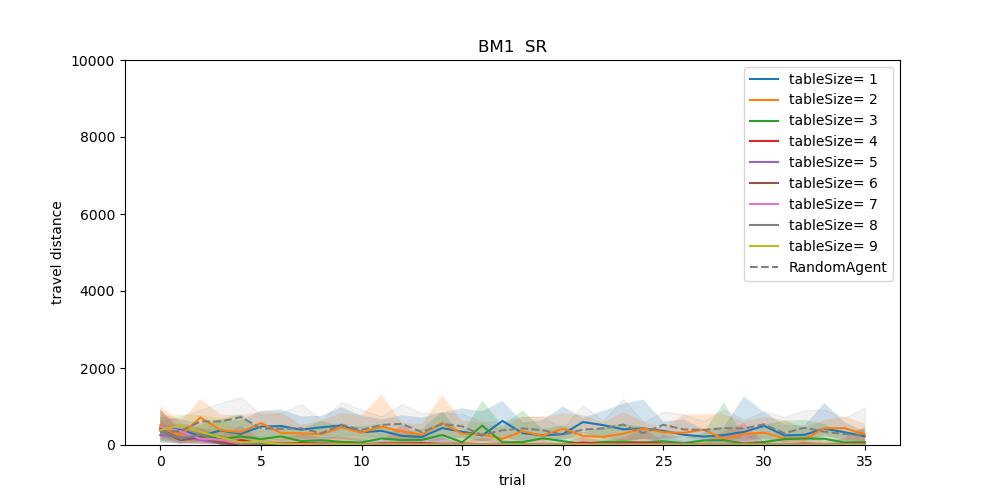 BM1 SR
10000
8000
6000
4000
2000
0
travel distance
0 5 10 15 20 25 30 35
trial
tableSize= 1
tableSize= 2
tableSize= 3
tableSize= 4
tableSize= 5
tableSize= 6
tableSize= 7
tableSize= 8
tableSize= 9
RandomAgent